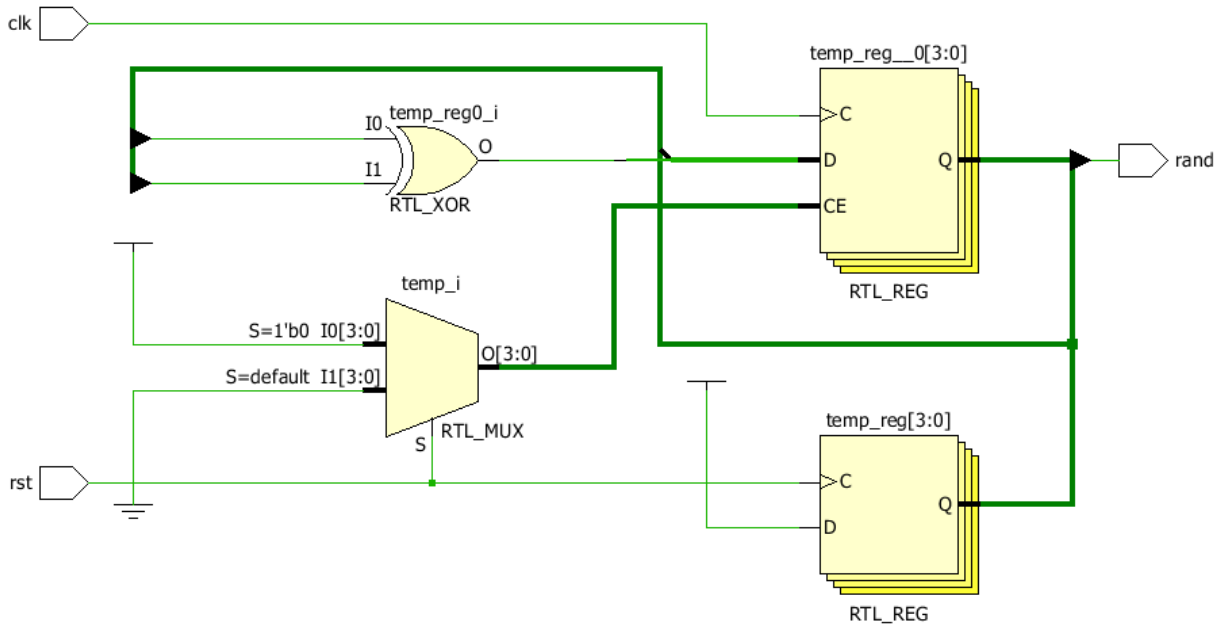 clk
temp_reg__0[3:0]
temp_reg0_i
I0
O
C
I1
D
Q
rand
RTL_XOR
CE
temp_i
RTL_REG
S=1'b0 I0[3:0]
O[3:0]
S=default I1[3:0]
temp_reg[3:0]
RTL_MUX
S
rst
C
Q
D
RTL_REG